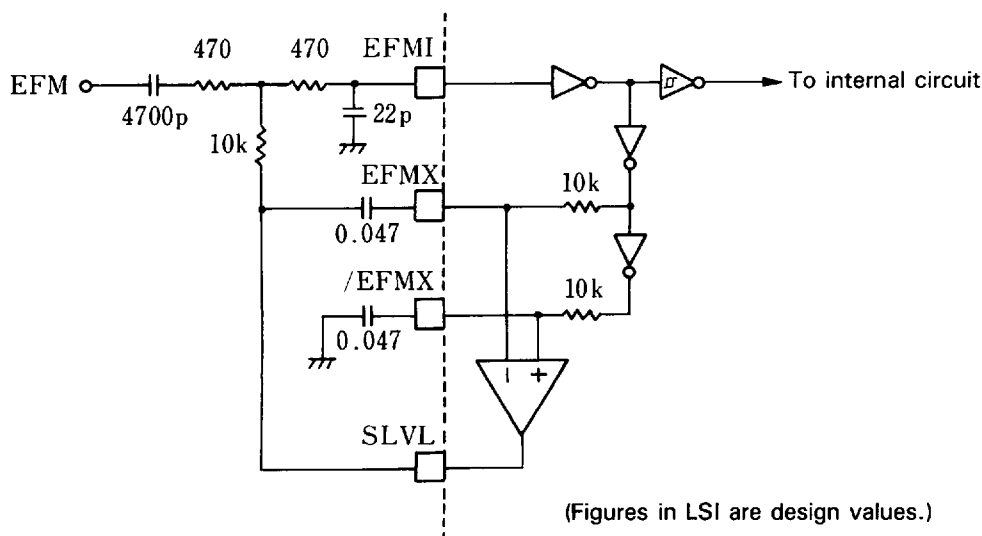 470 470 EFMI
EFM
4700p
22p
To internal circuit
10k
EFMX
10k
0.047
/EFMX
10k
0.047
− +
SLVL
(Figures in LSI are design values.)